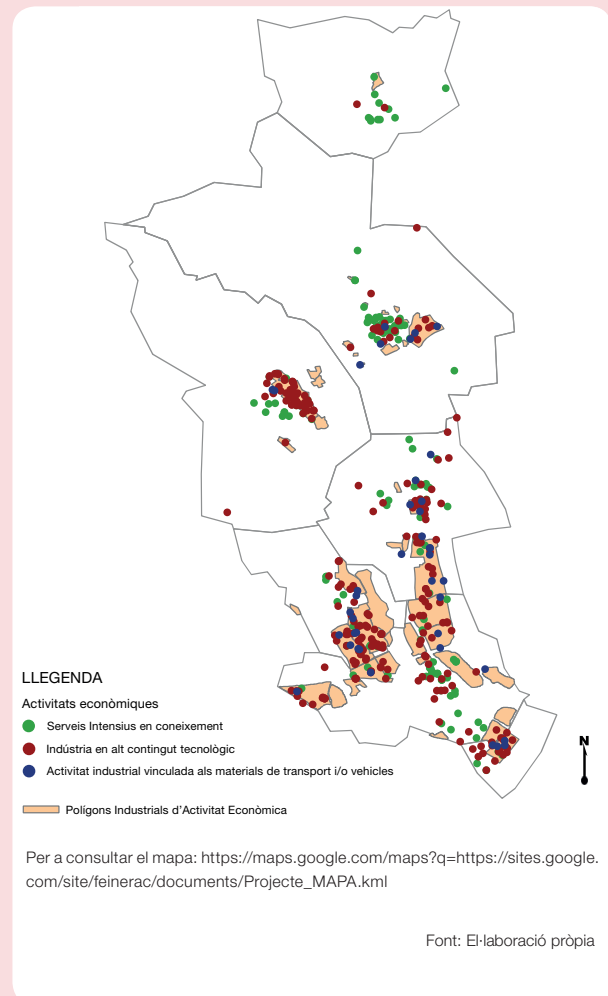 N
LLEGENDA
Activitats econòmiques
Serveis Intensius en coneixement
Indústria en alt contingut tecnològic
Activitat industrial vinculada als materials de transport i/o vehicles
Polígons Industrials d'Activitat Econòmica
Per a consultar el mapa: https://maps.google.com/maps?q=https://sites.google.
com/site/feinerac/documents/Projecte_MAPA.kml
Font: El·laboració pròpia